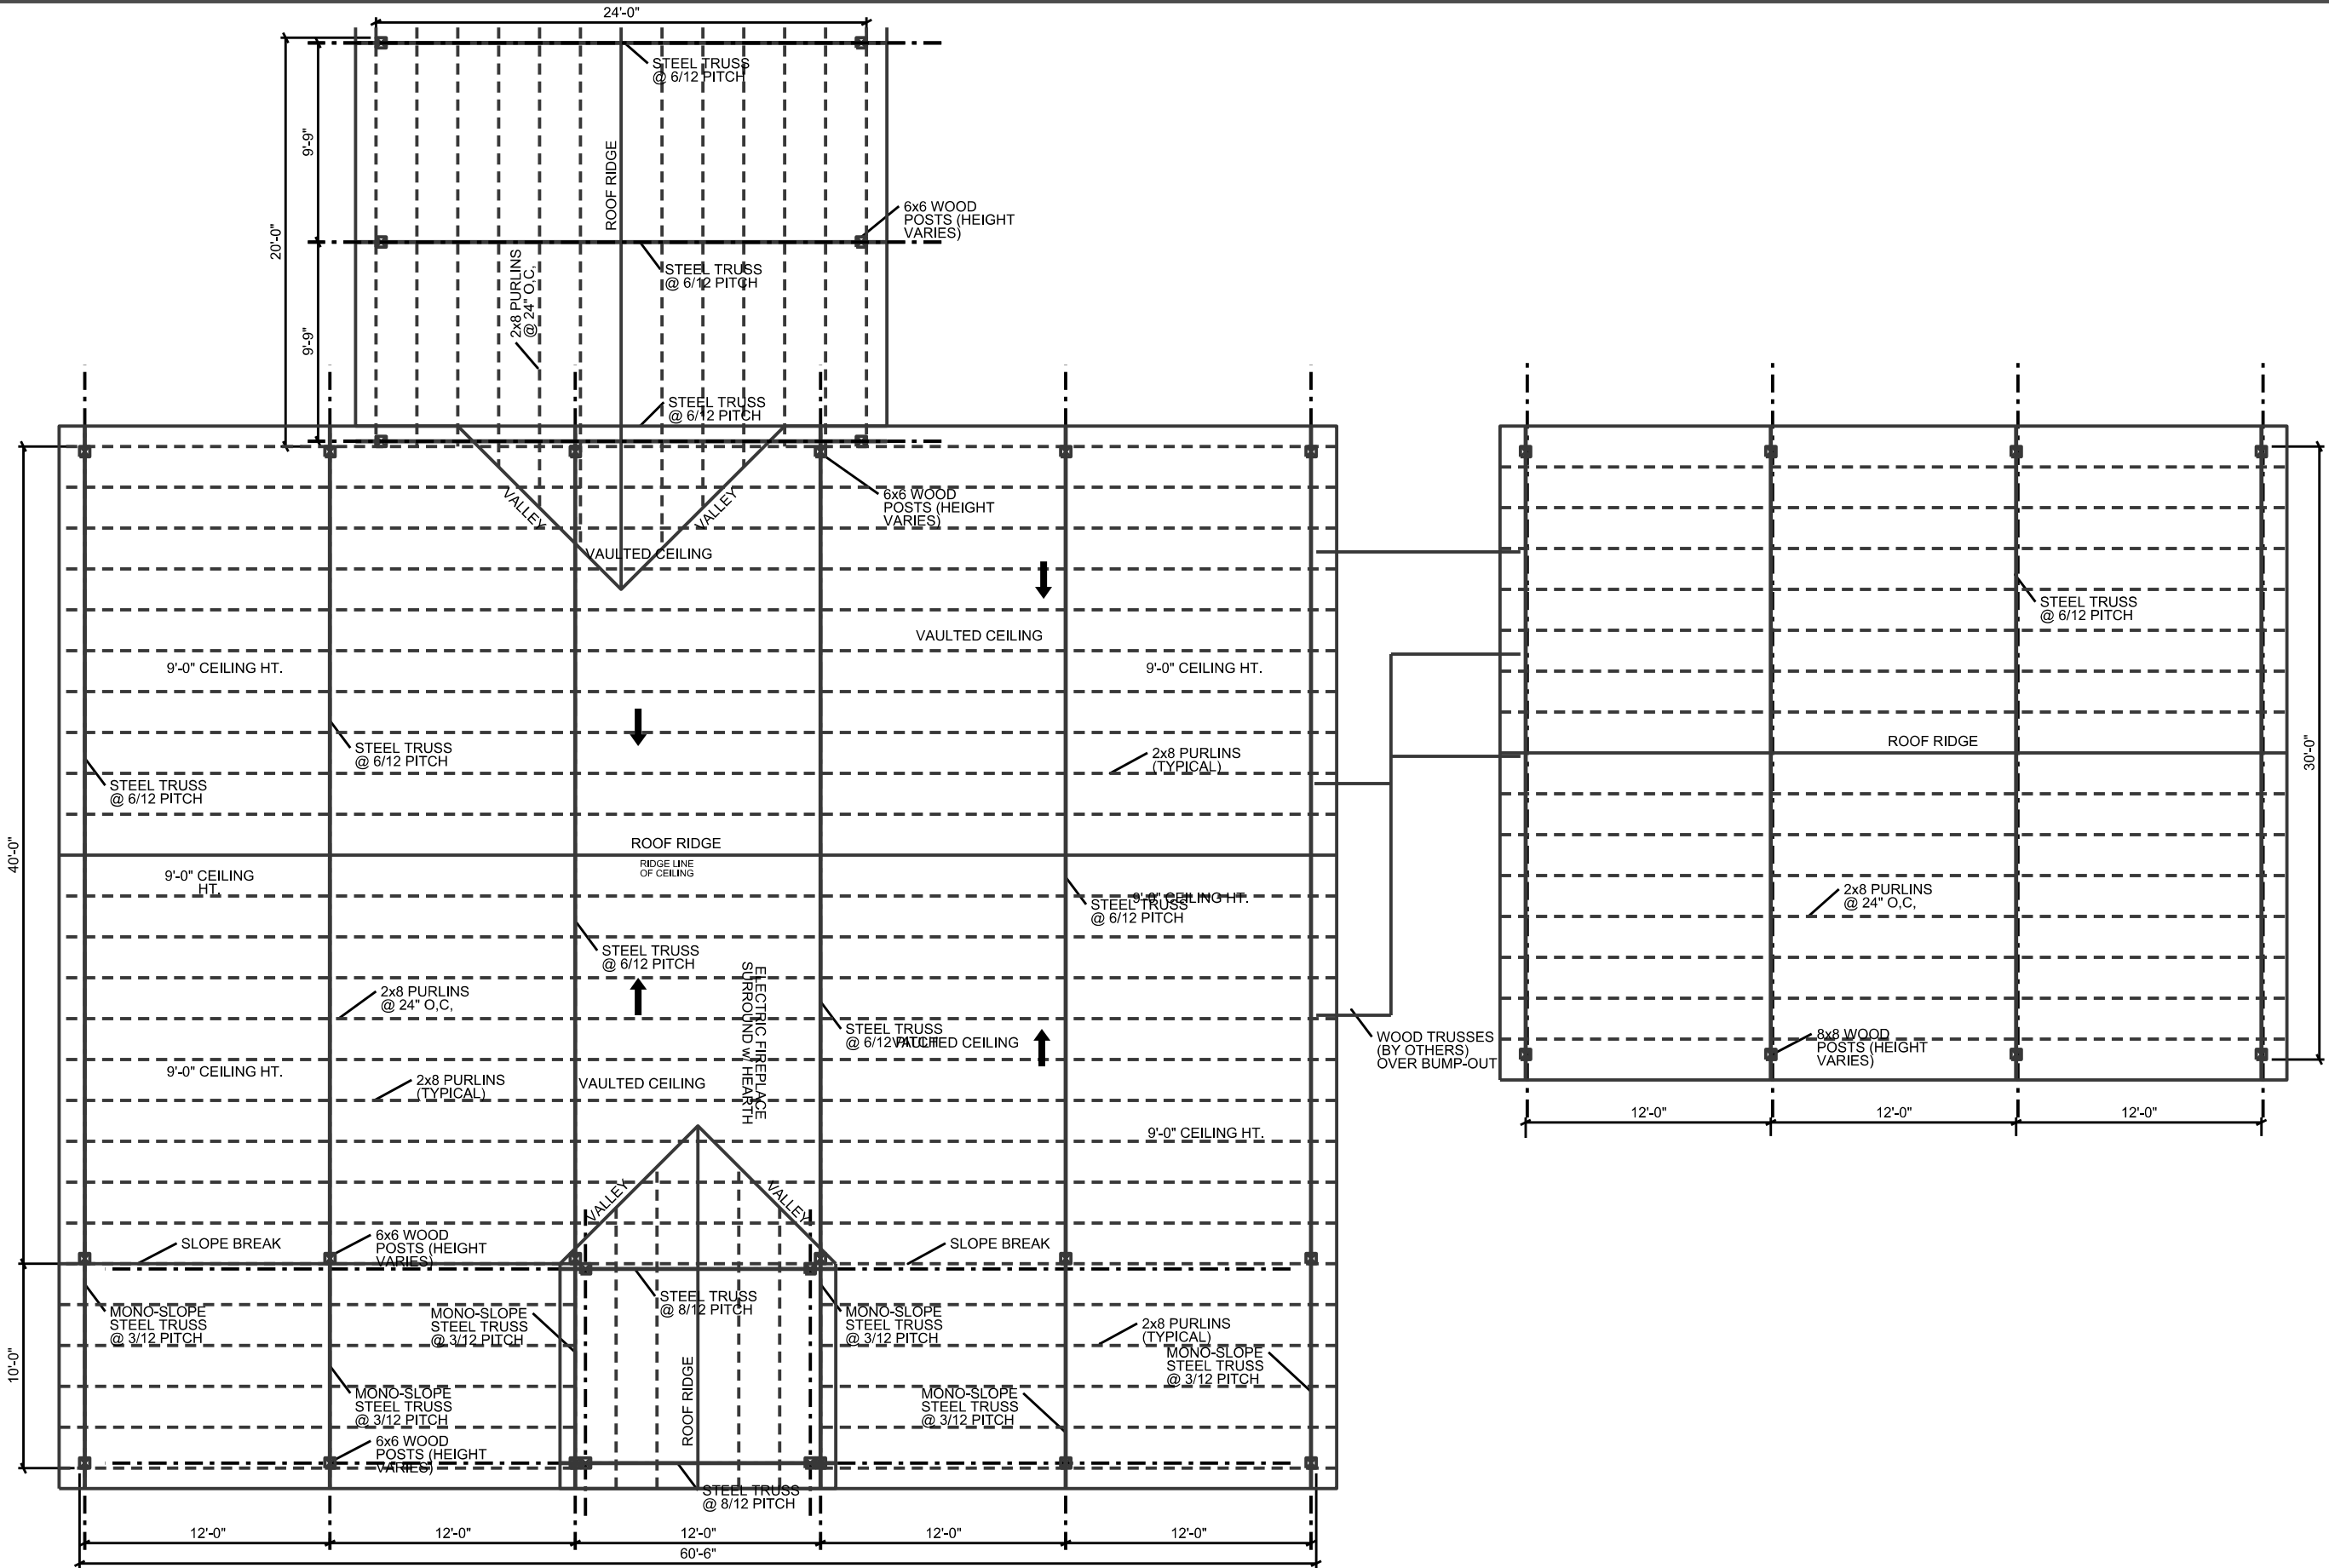 24'-0"
STEEL TRUSS
@ 6/12 PITCH
9'-9"
20'-0"
ROOF RIDGE
6x6 WOOD
POSTS (HEIGHT
VARIES)
STEEL TRUSS
@ 6/12 PITCH
2x8 PURLINS
@ 24" O,C,
9'-9"
STEEL TRUSS
@ 6/12 PITCH
VALLEY
VALLEY
6x6 WOOD
POSTS (HEIGHT
VARIES)
VAULTED CEILING
VAULTED CEILING
9'-0" CEILING HT.
9'-0" CEILING HT.
STEEL TRUSS
@ 6/12 PITCH
STEEL TRUSS
@ 6/12 PITCH
2x8 PURLINS
(TYPICAL)
40'-0"
ROOF RIDGE
RIDGE LINE
OF CEILING
9'-0" CEILING
HT.
9'-0" CEILING HT.
STEEL TRUSS
@ 6/12 PITCH
STEEL TRUSS
@ 6/12 PITCH
ELECTRIC FIREPLACE
SURROUND w/ HEARTH
2x8 PURLINS
@ 24" O,C,
STEEL TRUSS
@ 6/12 PITCH
VAULTED CEILING
WOOD TRUSSES
(BY OTHERS)
OVER BUMP-OUT
9'-0" CEILING HT.
2x8 PURLINS
(TYPICAL)
VAULTED CEILING
9'-0" CEILING HT.
VALLEY
VALLEY
SLOPE BREAK
6x6 WOOD
POSTS (HEIGHT
VARIES)
SLOPE BREAK
MONO-SLOPE
STEEL TRUSS
@ 3/12 PITCH
MONO-SLOPE
STEEL TRUSS
@ 3/12 PITCH
STEEL TRUSS
@ 8/12 PITCH
MONO-SLOPE
STEEL TRUSS
@ 3/12 PITCH
2x8 PURLINS
(TYPICAL)
MONO-SLOPE
STEEL TRUSS
@ 3/12 PITCH
10'-0"
ROOF RIDGE
MONO-SLOPE
STEEL TRUSS
@ 3/12 PITCH
MONO-SLOPE
STEEL TRUSS
@ 3/12 PITCH
6x6 WOOD
POSTS (HEIGHT
VARIES)
STEEL TRUSS
@ 8/12 PITCH
12'-0"
12'-0"
12'-0"
12'-0"
12'-0"
60'-6"
STEEL TRUSS
@ 6/12 PITCH
ROOF RIDGE
30'-0"
2x8 PURLINS
@ 24" O,C,
8x8 WOOD
POSTS (HEIGHT
VARIES)
12'-0"
12'-0"
12'-0"